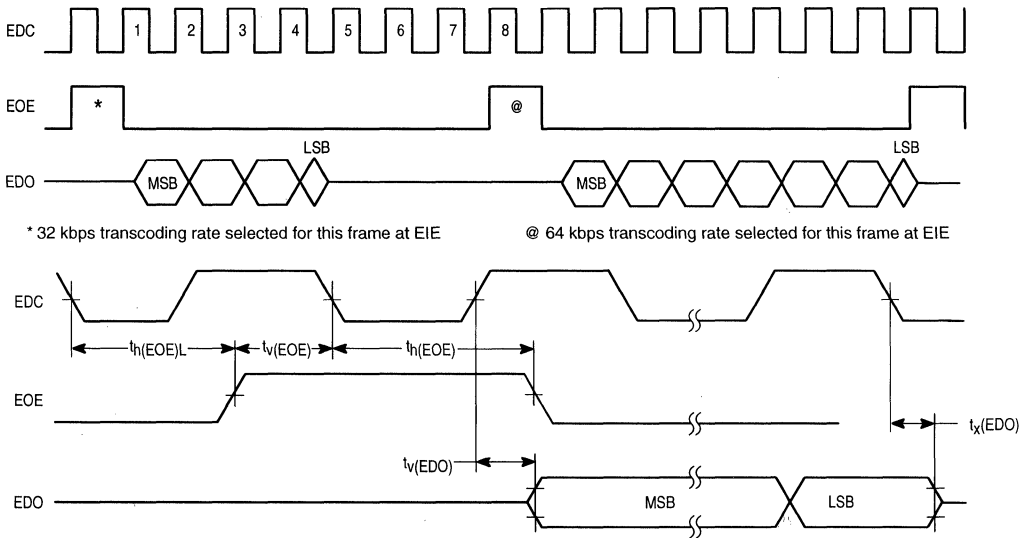 EDC 1 2 3 4 5 6 7 8
EOE * @
LSB LSB
EDO MSB MSB
* 32 kbps transcoding rate selected for this frame at EIE @ 64 kbps transcoding rate selected for this frame at EIE
EDC
th(EOE)L tv(EOE) th(EOE)
EOE
tx(EDO)
tv(EDO)
EDO MSB LSB